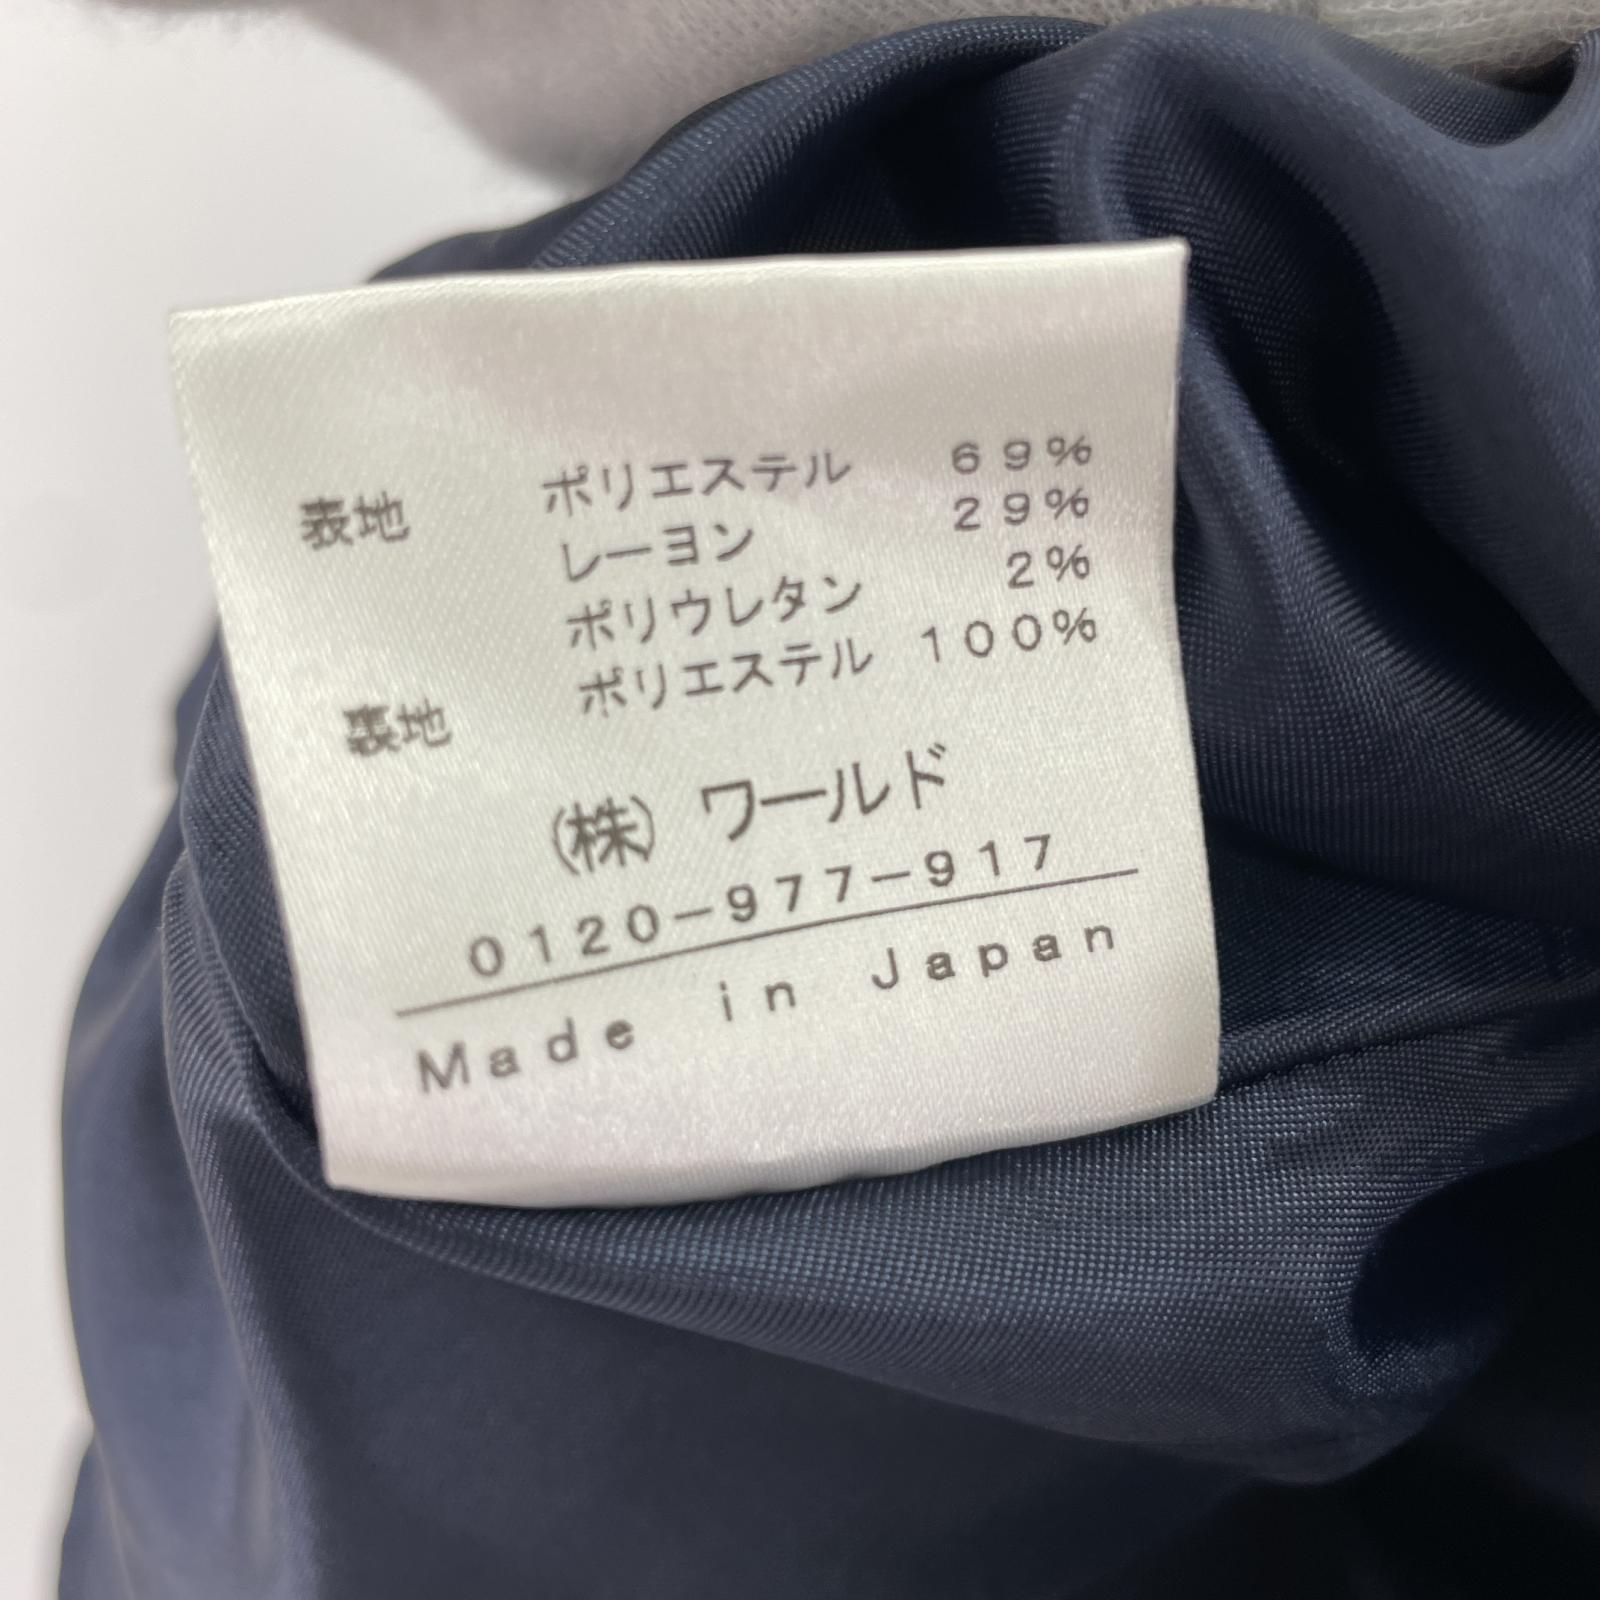 表地 ポリエステル 69%
レーヨン 29%
ポリウレタン 2%
裏地 ポリエステル 100%
(株) ワールド
0120-977-917
Made in Japan